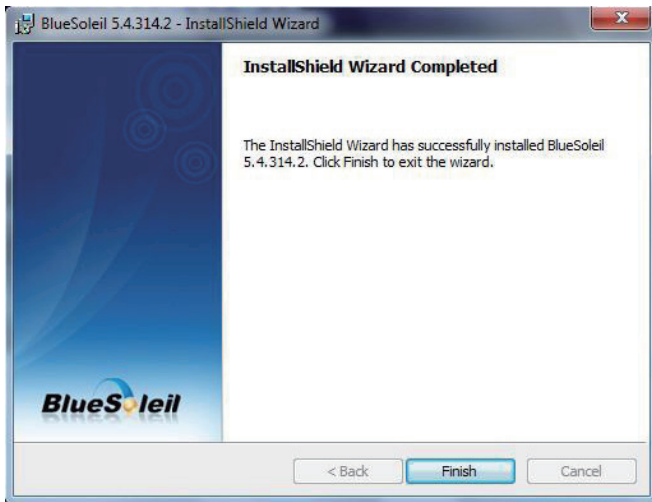 BlueSoleil 5.4.314.2 - InstallShield Wizard
InstallShield Wizard Completed
The InstallShield Wizard has successfully installed BlueSoleil
5.4.314.2. Click Finish to exit the wizard.
BlueSoleil
< Back Finish Cancel